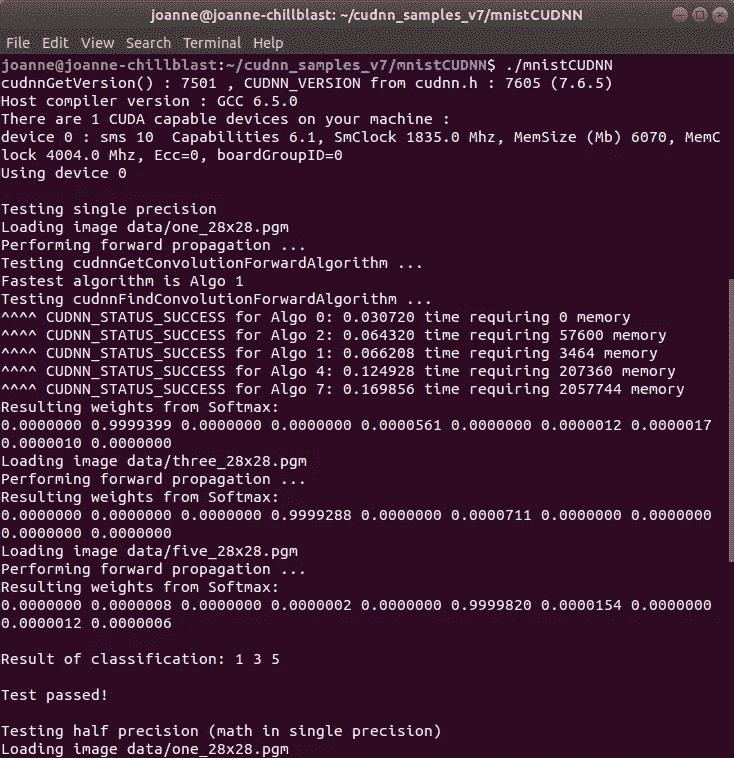 joanne@joanne-chillblast: ~/cudnn_samples_v7/mnistCUDNN
File Edit View Search Terminal Help
joanne@joanne-chillblast:~/cudnn_samples_v7/mnistCUDNN$ ./mnistCUDNN
cudnnGetVersion() : 7501 , CUDNN_VERSION from cudnn.h : 7605 (7.6.5)
Host compiler version : GCC 6.5.0
There are 1 CUDA capable devices on your machine :
device 0 : sms 10  Capabilities 6.1, SmClock 1835.0 Mhz, MemSize (Mb) 6070, MemC
lock 4004.0 Mhz, Ecc=0, boardGroupID=0
Using device 0

Testing single precision
Loading image data/one_28x28.pgm
Performing forward propagation ...
Testing cudnnGetConvolutionForwardAlgorithm ...
Fastest algorithm is Algo 1
Testing cudnnFindConvolutionForwardAlgorithm ...
^^^^ CUDNN_STATUS_SUCCESS for Algo 0: 0.030720 time requiring 0 memory
^^^^ CUDNN_STATUS_SUCCESS for Algo 2: 0.064320 time requiring 57600 memory
^^^^ CUDNN_STATUS_SUCCESS for Algo 1: 0.066208 time requiring 3464 memory
^^^^ CUDNN_STATUS_SUCCESS for Algo 4: 0.124928 time requiring 207360 memory
^^^^ CUDNN_STATUS_SUCCESS for Algo 7: 0.169856 time requiring 2057744 memory
Resulting weights from Softmax:
0.0000000 0.9999399 0.0000000 0.0000000 0.0000561 0.0000000 0.0000012 0.0000017
0.0000010 0.0000000
Loading image data/three_28x28.pgm
Performing forward propagation ...
Resulting weights from Softmax:
0.0000000 0.0000000 0.0000000 0.9999288 0.0000000 0.0000711 0.0000000 0.0000000
0.0000000 0.0000000
Loading image data/five_28x28.pgm
Performing forward propagation ...
Resulting weights from Softmax:
0.0000000 0.0000008 0.0000000 0.0000002 0.0000000 0.9999820 0.0000154 0.0000000
0.0000012 0.0000006

Result of classification: 1 3 5

Test passed!

Testing half precision (math in single precision)
Loading image data/one_28x28.pgm